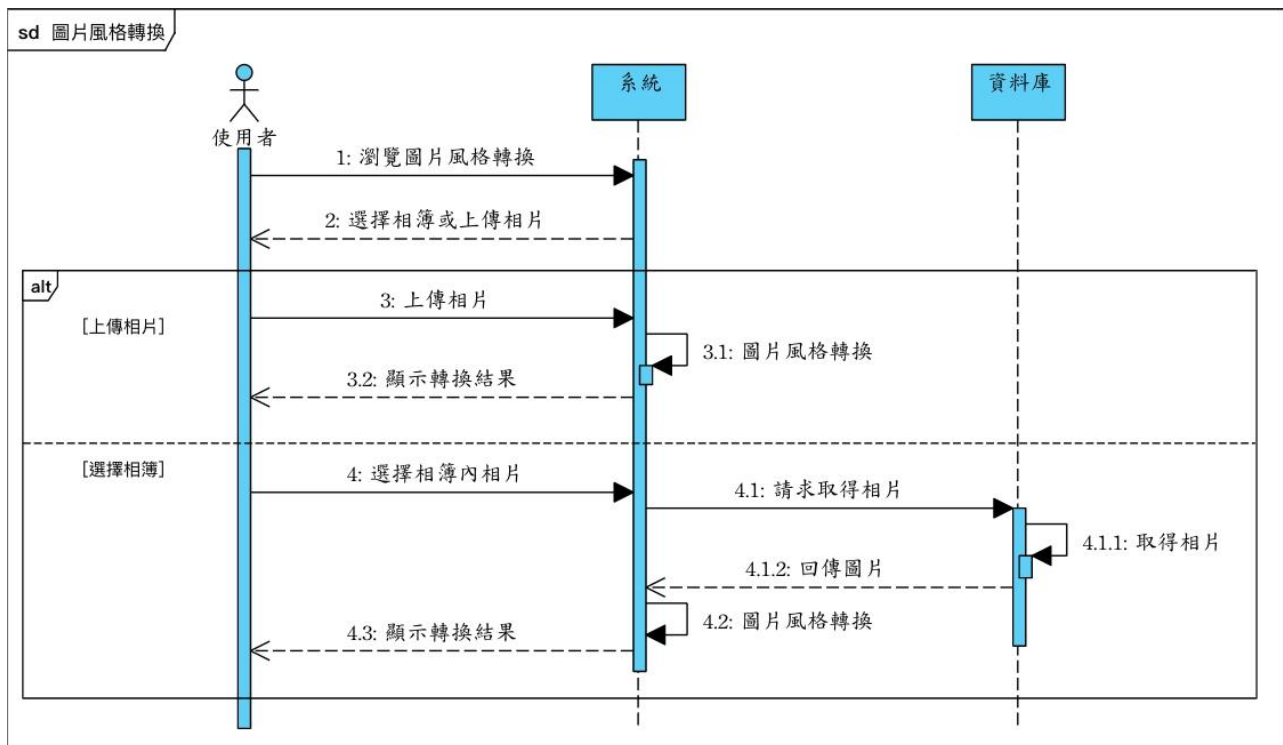 sd 圖片風格轉換
使用者
系統
資料庫
1: 瀏覽圖片風格轉換
2: 選擇相簿或上傳相片
alt
[上傳相片]
3: 上傳相片
3.1: 圖片風格轉換
3.2: 顯示轉換結果
[選擇相簿]
4: 選擇相簿內相片
4.1: 請求取得相片
4.1.1: 取得相片
4.1.2: 回傳圖片
4.2: 圖片風格轉換
4.3: 顯示轉換結果